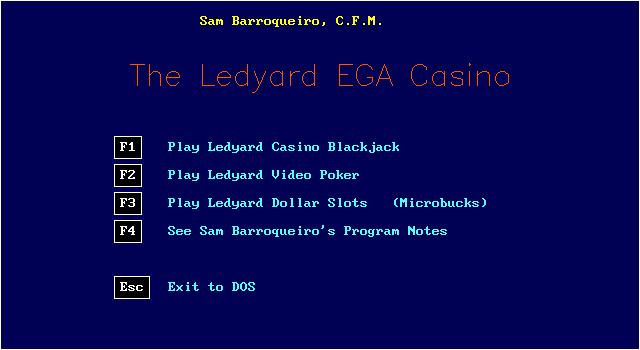 Sam Barroqueiro, C.F.M.
The Ledyard EGA Casino
F1 Play Ledyard Casino Blackjack
F2 Play Ledyard Video Poker
F3 Play Ledyard Dollar Slots (Microbucks)
F4 See Sam Barroqueiro's Program Notes
Esc Exit to DOS